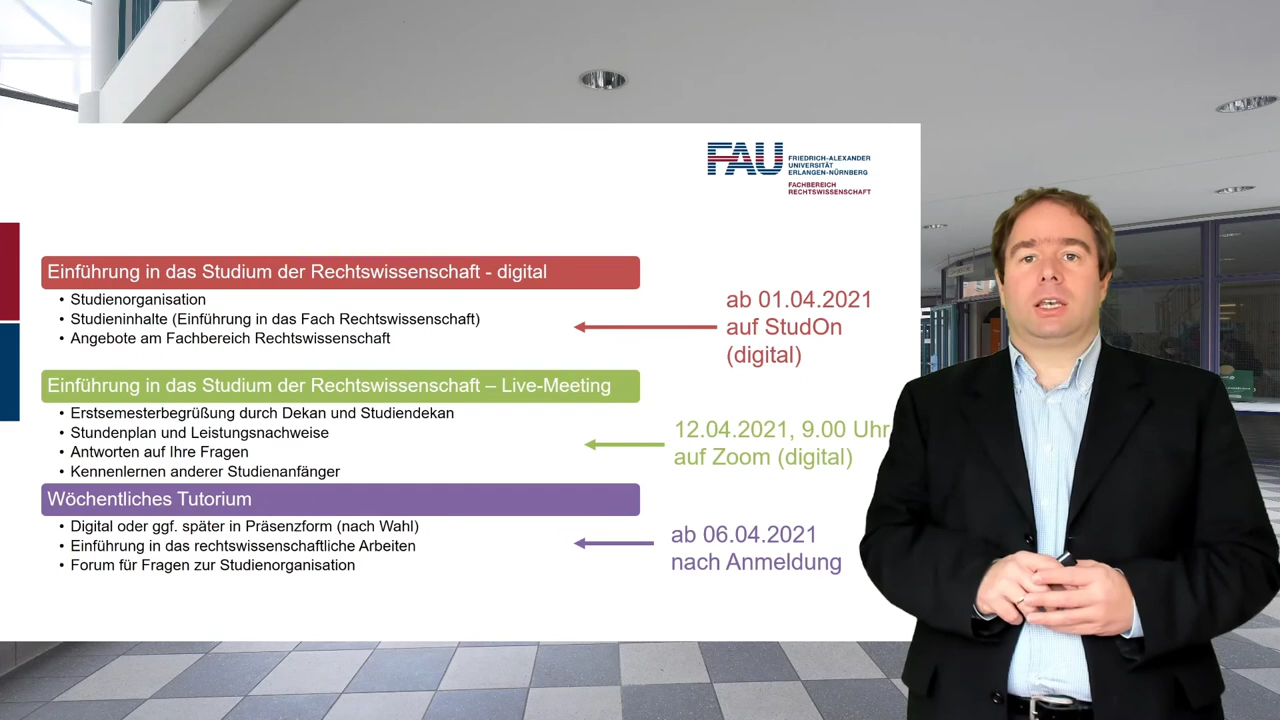 FAU
FRIEDRICH-ALEXANDER
UNIVERSITÄT
ERLANGEN-NÜRNBERG
FACHBEREICH
RECHTSWISSENSCHAFT
Einführung in das Studium der Rechtswissenschaft - digital
• Studienorganisation
• Studieninhalte (Einführung in das Fach Rechtswissenschaft)
• Angebote am Fachbereich Rechtswissenschaft
ab 01.04.2021
auf StudOn
(digital)
Einführung in das Studium der Rechtswissenschaft – Live-Meeting
• Erstsemesterbegrüßung durch Dekan und Studiendekan
• Stundenplan und Leistungsnachweise
• Antworten auf Ihre Fragen
• Kennenlernen anderer Studienanfänger
12.04.2021, 9.00 Uhr
auf Zoom (digital)
Wöchentliches Tutorium
• Digital oder ggf. später in Präsenzform (nach Wahl)
• Einführung in das rechtswissenschaftliche Arbeiten
• Forum für Fragen zur Studienorganisation
ab 06.04.2021
nach Anmeldung